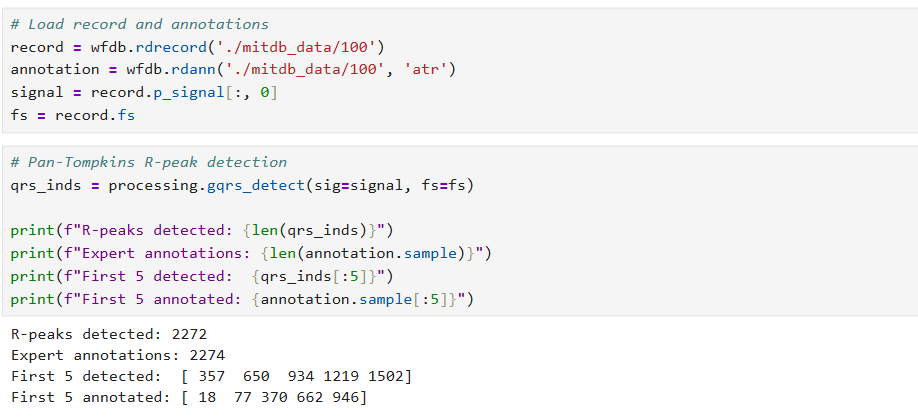 # Load record and annotations
record = wfdb.rdrecord('./mitdb_data/100')
annotation = wfdb.rdann('./mitdb_data/100', 'atr')
signal = record.p_signal[:, 0]
fs = record.fs
# Pan-Tompkins R-peak detection
qrs_inds = processing.gqrs_detect(sig=signal, fs=fs)
print(f"R-peaks detected: {len(qrs_inds)}")
print(f"Expert annotations: {len(annotation.sample)}")
print(f"First 5 detected:  {qrs_inds[:5]}")
print(f"First 5 annotated: {annotation.sample[:5]}")
R-peaks detected: 2272
Expert annotations: 2274
First 5 detected:  [ 357  650  934 1219 1502]
First 5 annotated: [ 18  77 370 662 946]